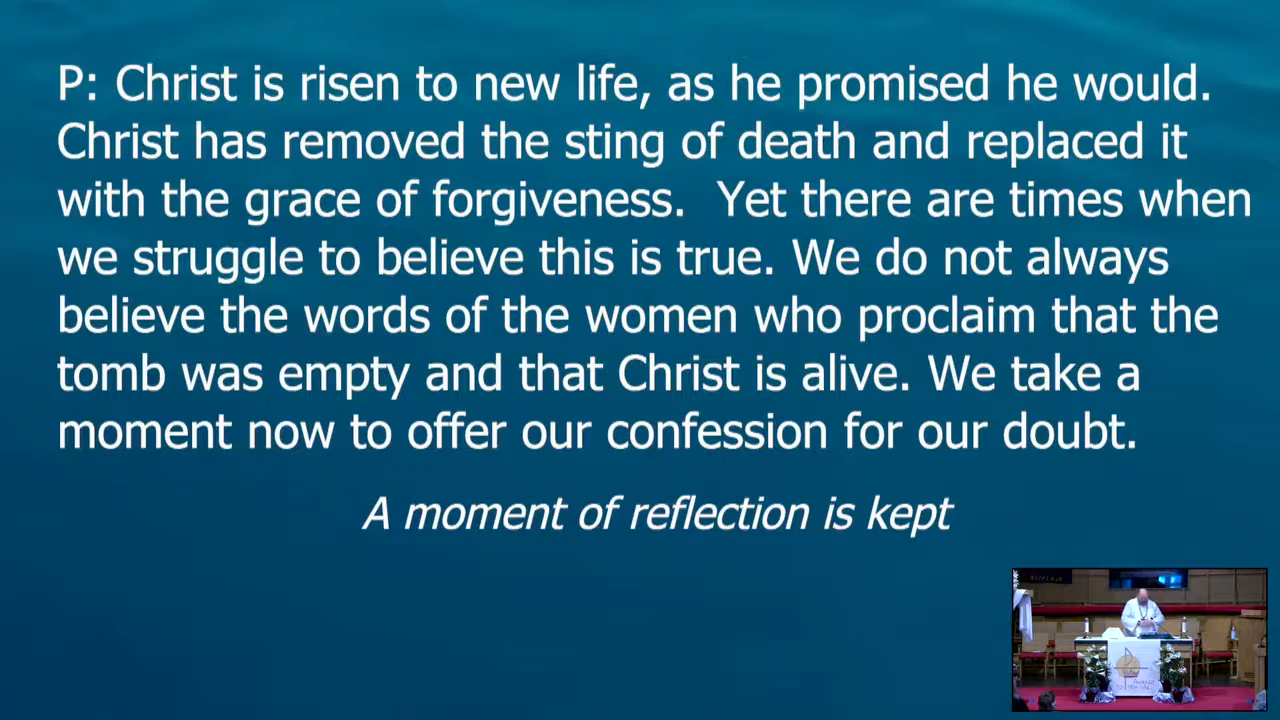 P: Christ is risen to new life, as he promised he would.
Christ has removed the sting of death and replaced it
with the grace of forgiveness.  Yet there are times when
we struggle to believe this is true. We do not always
believe the words of the women who proclaim that the
tomb was empty and that Christ is alive. We take a
moment now to offer our confession for our doubt.
A moment of reflection is kept